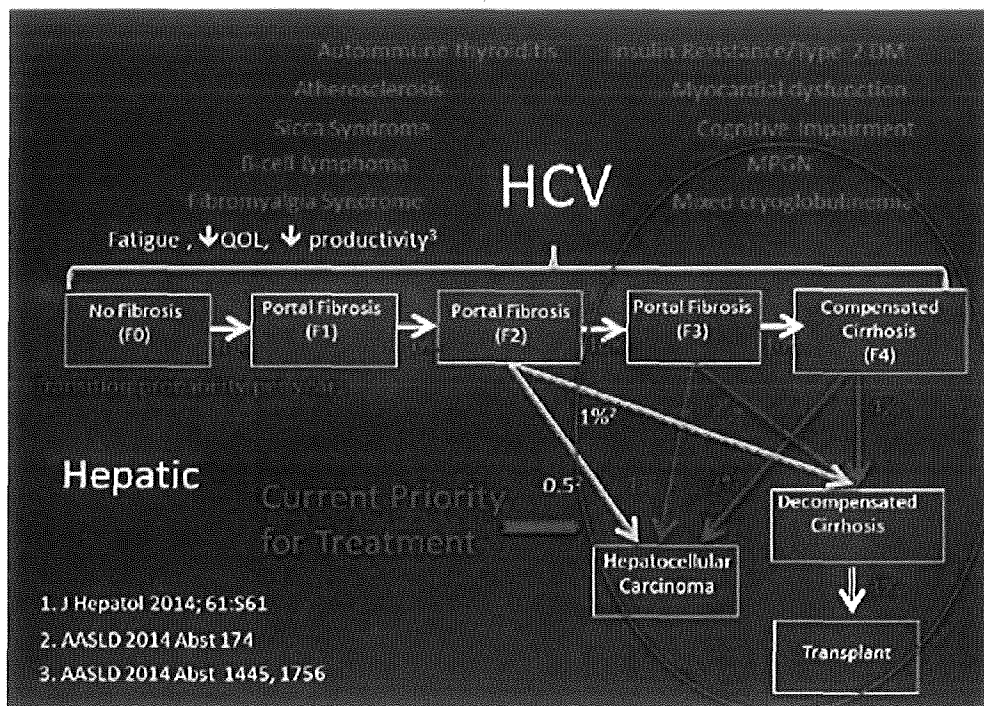 Autoimmune thyroiditis Insulin Resistance/Type 2 DM
Atherosclerosis Myocardial dysfunction
Sicca Syndrome Cognitive Impairment
B-cell lymphoma MPGN
HCV
Fibromyalgia Syndrome Mixed cryoglobulinemia
Fatigue , ↓QOL, ↓ productivity³
No Fibrosis
(F0)
Portal Fibrosis
(F1)
Portal Fibrosis
(F2)
Portal Fibrosis
(F3)
Compensated
Cirrhosis
(F4)
1%²
Hepatic
0.5²
Current Priority
for Treatment
Decompensated
Cirrhosis
Hepatocellular
Carcinoma
Transplant
1. J Hepatol 2014; 61:S61
2. AASLD 2014 Abst 174
3. AASLD 2014 Abst 1445, 1756